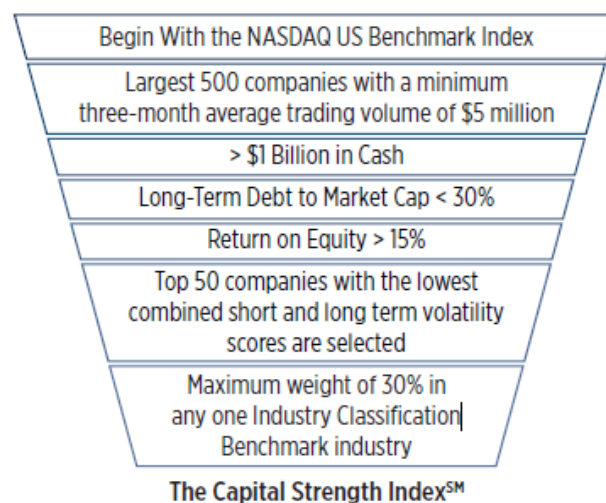 Begin With the NASDAQ US Benchmark Index
Largest 500 companies with a minimum
three-month average trading volume of $5 million
> $1 Billion in Cash
Long-Term Debt to Market Cap < 30%
Return on Equity > 15%
Top 50 companies with the lowest
combined short and long term volatility
scores are selected
Maximum weight of 30% in
any one Industry Classification
Benchmark industry
The Capital Strength Index℠